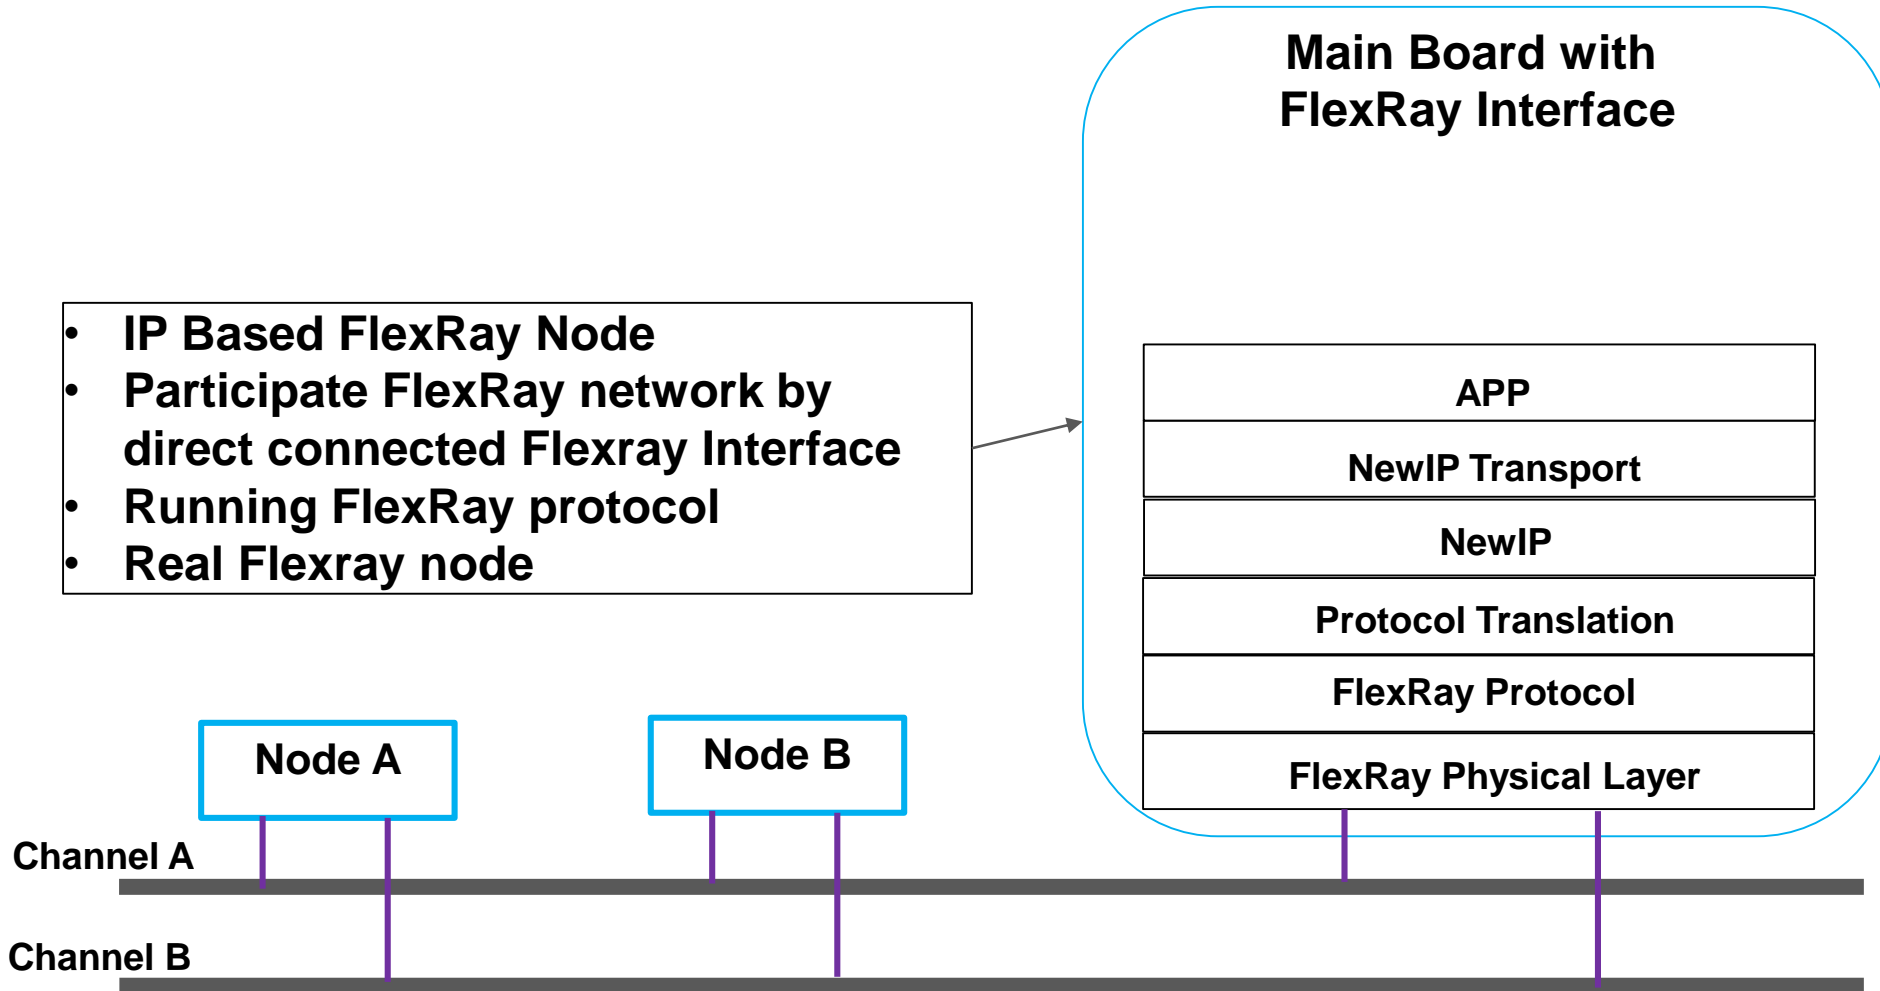 Main Board with
FlexRay Interface
• IP Based FlexRay Node
• Participate FlexRay network by
direct connected Flexray Interface
• Running FlexRay protocol
• Real Flexray node
APP
NewIP Transport
NewIP
Protocol Translation
FlexRay Protocol
FlexRay Physical Layer
Node A
Node B
Channel A
Channel B